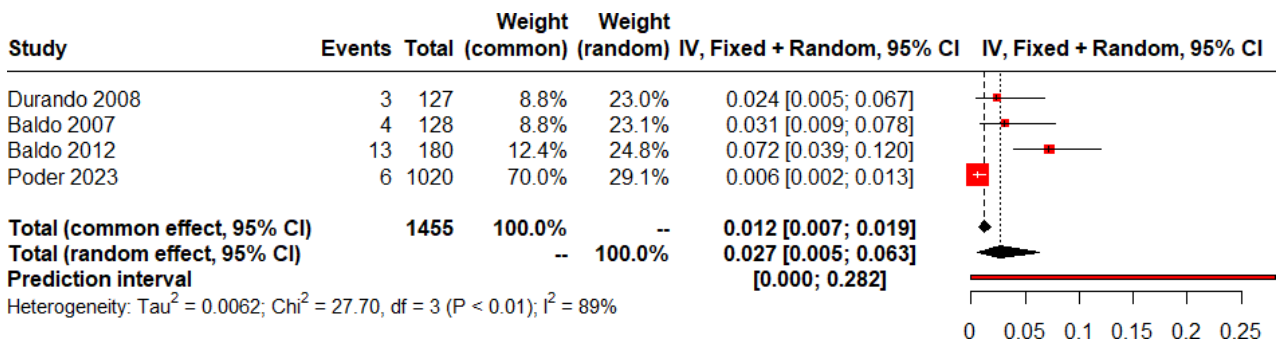 Weight Weight
Study Events Total (common) (random) IV, Fixed + Random, 95% CI IV, Fixed + Random, 95% CI
Durando 2008 3 127 8.8% 23.0% 0.024 [0.005; 0.067]
Baldo 2007 4 128 8.8% 23.1% 0.031 [0.009; 0.078]
Baldo 2012 13 180 12.4% 24.8% 0.072 [0.039; 0.120]
Poder 2023 6 1020 70.0% 29.1% 0.006 [0.002; 0.013]
Total (common effect, 95% CI) 1455 100.0% -- 0.012 [0.007; 0.019]
Total (random effect, 95% CI) -- 100.0% 0.027 [0.005; 0.063]
Prediction interval [0.000; 0.282]
Heterogeneity: Tau² = 0.0062; Chi² = 27.70, df = 3 (P < 0.01); I² = 89%
0 0.05 0.1 0.15 0.2 0.25